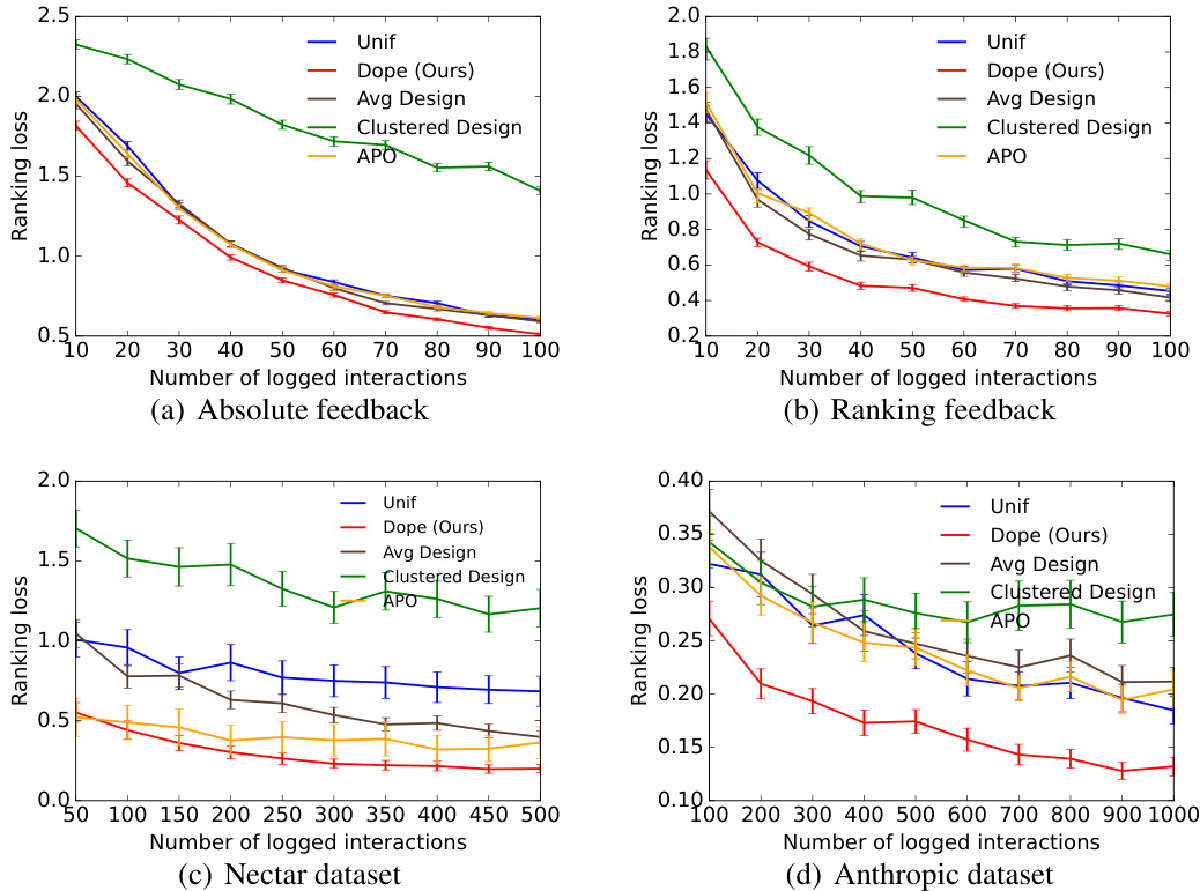 2.5
2.0
1.5
1.0
0.5
Ranking loss
Unif
Dope (Ours)
Avg Design
Clustered Design
APO
10 20 30 40 50 60 70 80 90 100
Number of logged interactions
(a) Absolute feedback
2.0
1.8
1.6
1.4
1.2
1.0
0.8
0.6
0.4
0.2
Ranking loss
Unif
Dope (Ours)
Avg Design
Clustered Design
APO
10 20 30 40 50 60 70 80 90 100
Number of logged interactions
(b) Ranking feedback
2.0
1.5
1.0
0.5
0.0
Ranking loss
Unif
Dope (Ours)
Avg Design
Clustered Design
APO
50 100 150 200 250 300 350 400 450 500
Number of logged interactions
(c) Nectar dataset
0.40
0.35
0.30
0.25
0.20
0.15
0.10
Ranking loss
Unif
Dope (Ours)
Avg Design
Clustered Design
APO
100 200 300 400 500 600 700 800 900 1000
Number of logged interactions
(d) Anthropic dataset